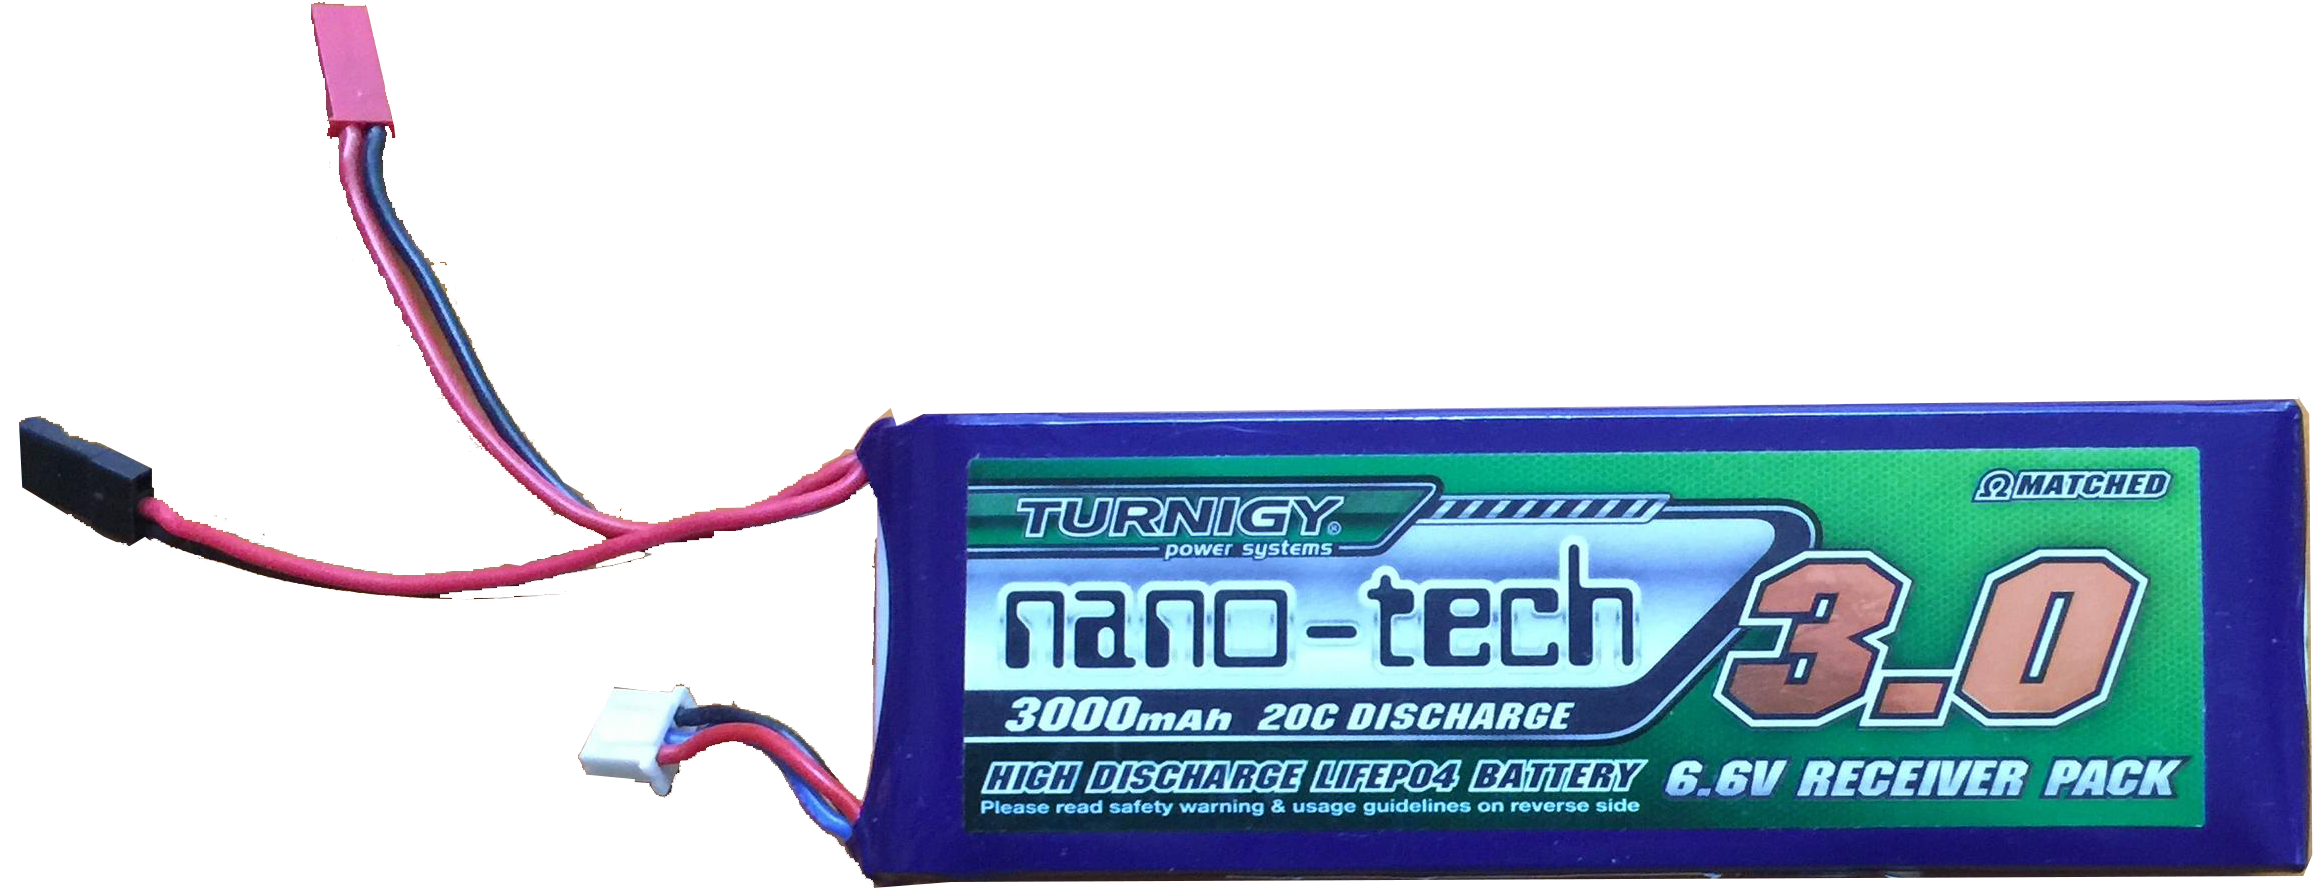 Ω MATCHED
TURNIGY®
power systems
nano-tech
3.0
3000mAh 20C DISCHARGE
HIGH DISCHARGE LIFEPO4 BATTERY
Please read safety warning & usage guidelines on reverse side
6.6V RECEIVER PACK